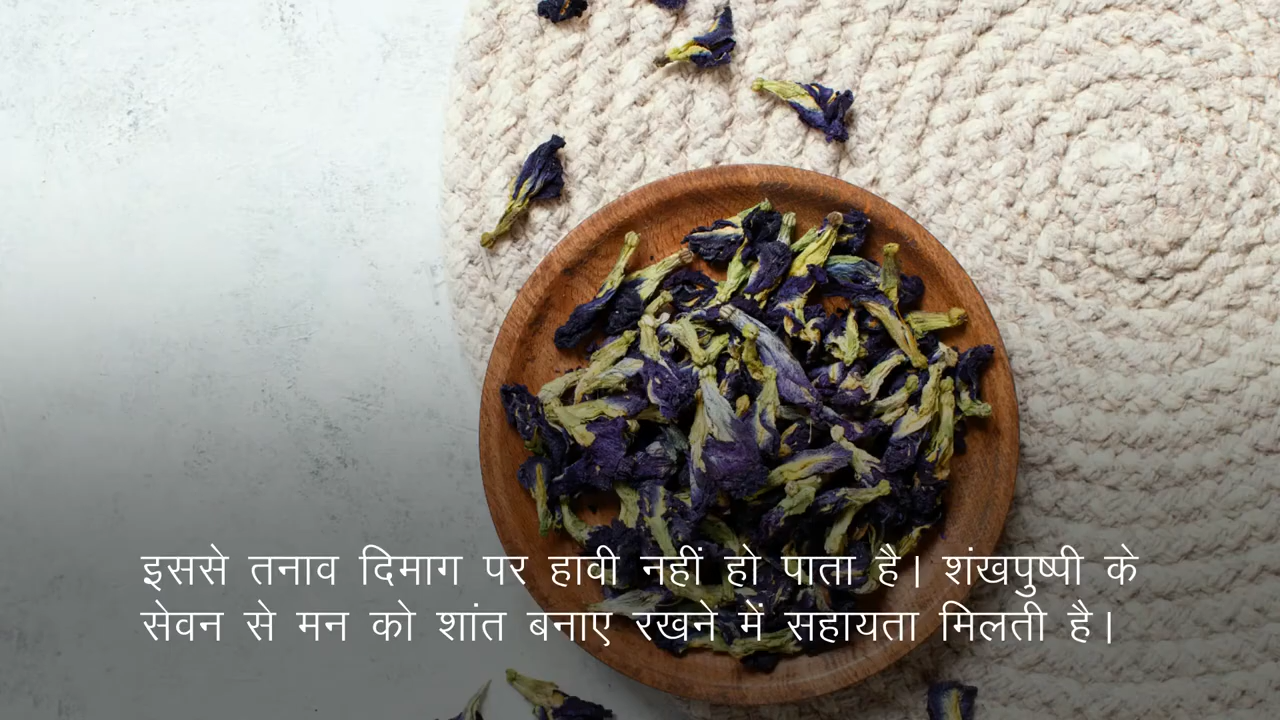 इससे तनाव दिमाग पर हावी नहीं हो पाता है। शंखपुष्पी के
सेवन से मन को शांत बनाए रखने में सहायता मिलती है।